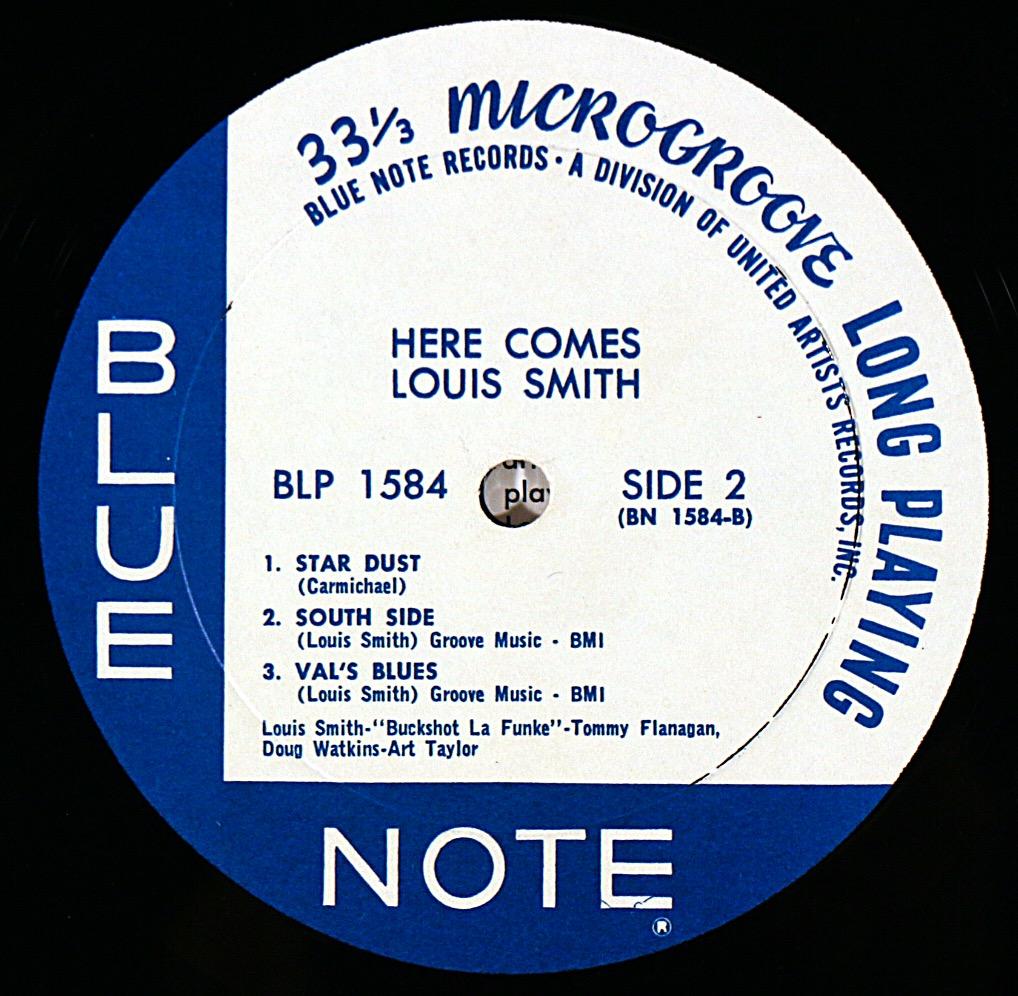 33⅓ MICROGROOVE LONG PLAYING
BLUE NOTE RECORDS · A DIVISION OF UNITED ARTISTS RECORDS, INC.
HERE COMES
LOUIS SMITH
BLP 1584
pla
SIDE 2
(BN 1584-B)
1. STAR DUST
(Carmichael)
2. SOUTH SIDE
(Louis Smith) Groove Music - BMI
3. VAL'S BLUES
(Louis Smith) Groove Music - BMI
Louis Smith-"Buckshot La Funke"-Tommy Flanagan,
Doug Watkins-Art Taylor
BLUE
NOTE
®